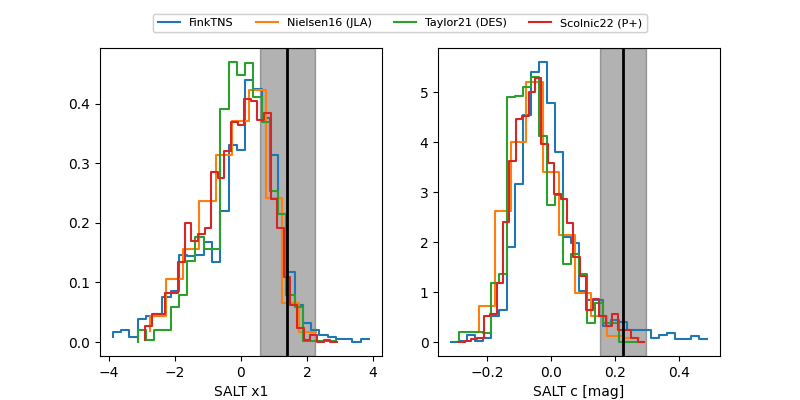 FinkTNS Nielsen16 (JLA) Taylor21 (DES) Scolnic22 (P+)
0.4
0.3
0.2
0.1
0.0
−4 −2 0 2 4
SALT x1
5
4
3
2
1
0
−0.2 0.0 0.2 0.4
SALT c [mag]